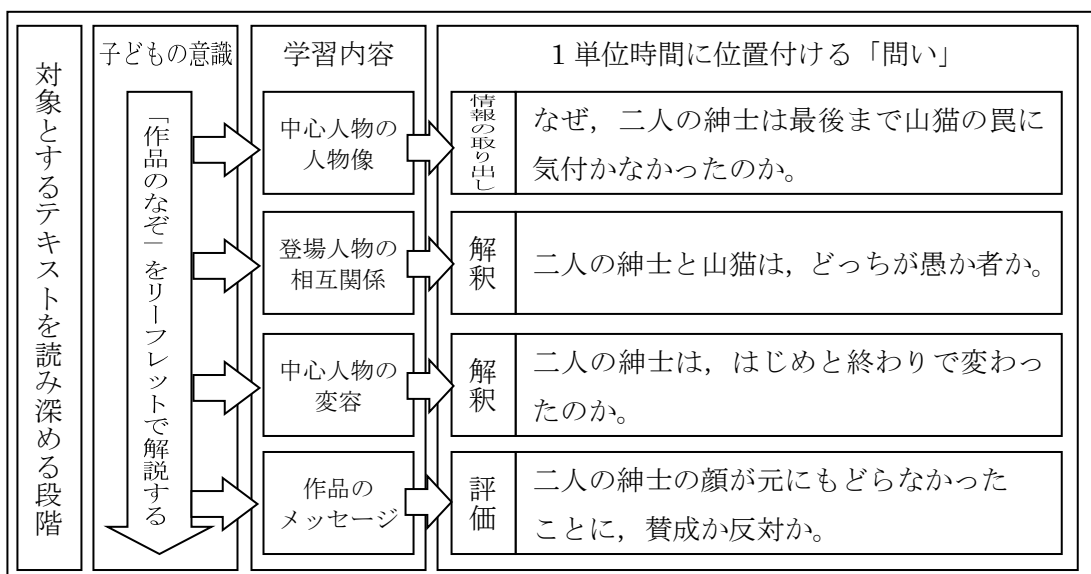 対象とするテキストを読み深める段階
子どもの意識
「作品のなぞ」をリーフレットで解説する
学習内容
中心人物の
人物像
登場人物の
相互関係
中心人物の
変容
作品の
メッセージ
1単位時間に位置付ける「問い」
情報の取り出し
なぜ,二人の紳士は最後まで山猫の罠に
気付かなかったのか。
解釈
二人の紳士と山猫は,どっちが愚か者か。
解釈
二人の紳士は,はじめと終わりで変わっ
たのか。
評価
二人の紳士の顔が元にもどらなかった
ことに,賛成か反対か。